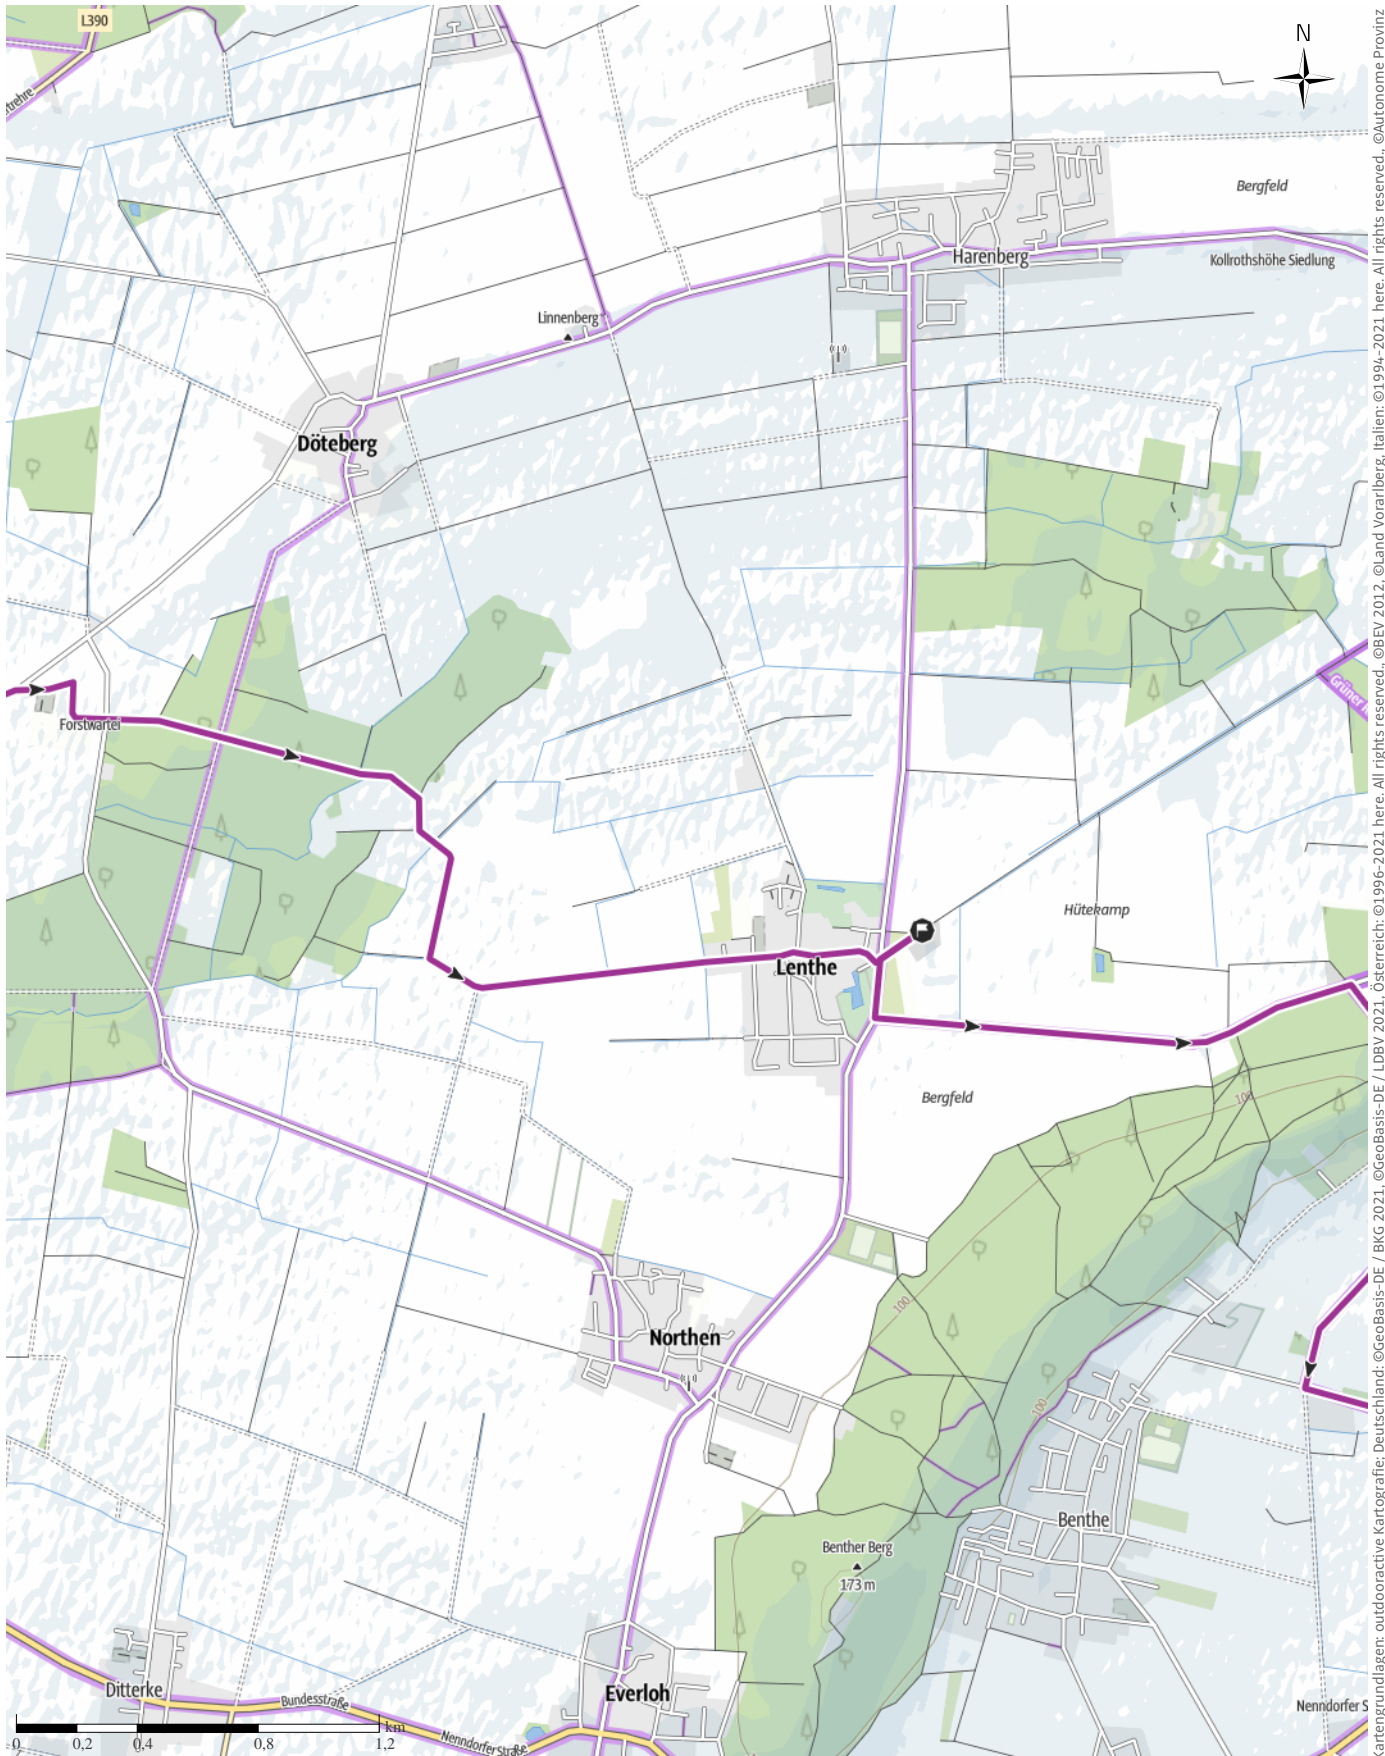 L390
N
Bergfeld
Harenberg
Kollrothshöhe Siedlung
Linnenberg
Döteberg
Forstwartei
Hütekamp
Lenthe
Bergfeld
100
100
Northen
100
Benthe
Benther Berg
173 m
Ditterke
Bundesstraße
Nenndorfer Straße
Everloh
Nenndorfer S
km
0
0,2
0,4
0,8
1,2
artengrundlagen: outdooractive Kartografie; Deutschland: ©GeoBasis-DE / BKG 2021, ©GeoBasis-DE / LDBV 2021, Österreich: ©1996-2021 here. All rights reserved., ©BEV 2012, ©Land Vorarlberg, Italien: ©1994-2021 here. All rights reserved., ©Autonome Provinz